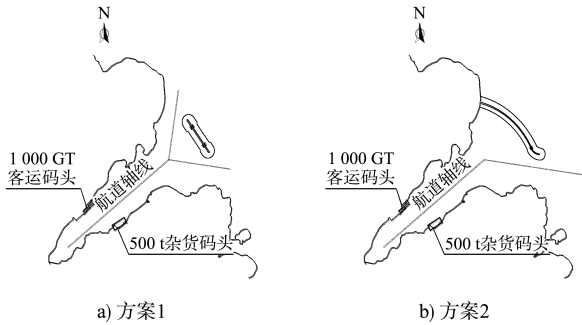 N
1 000 GT
客运码头
航道轴线
500 t杂货码头
a) 方案1
N
1 000 GT
客运码头
航道轴线
500 t杂货码头
b) 方案2